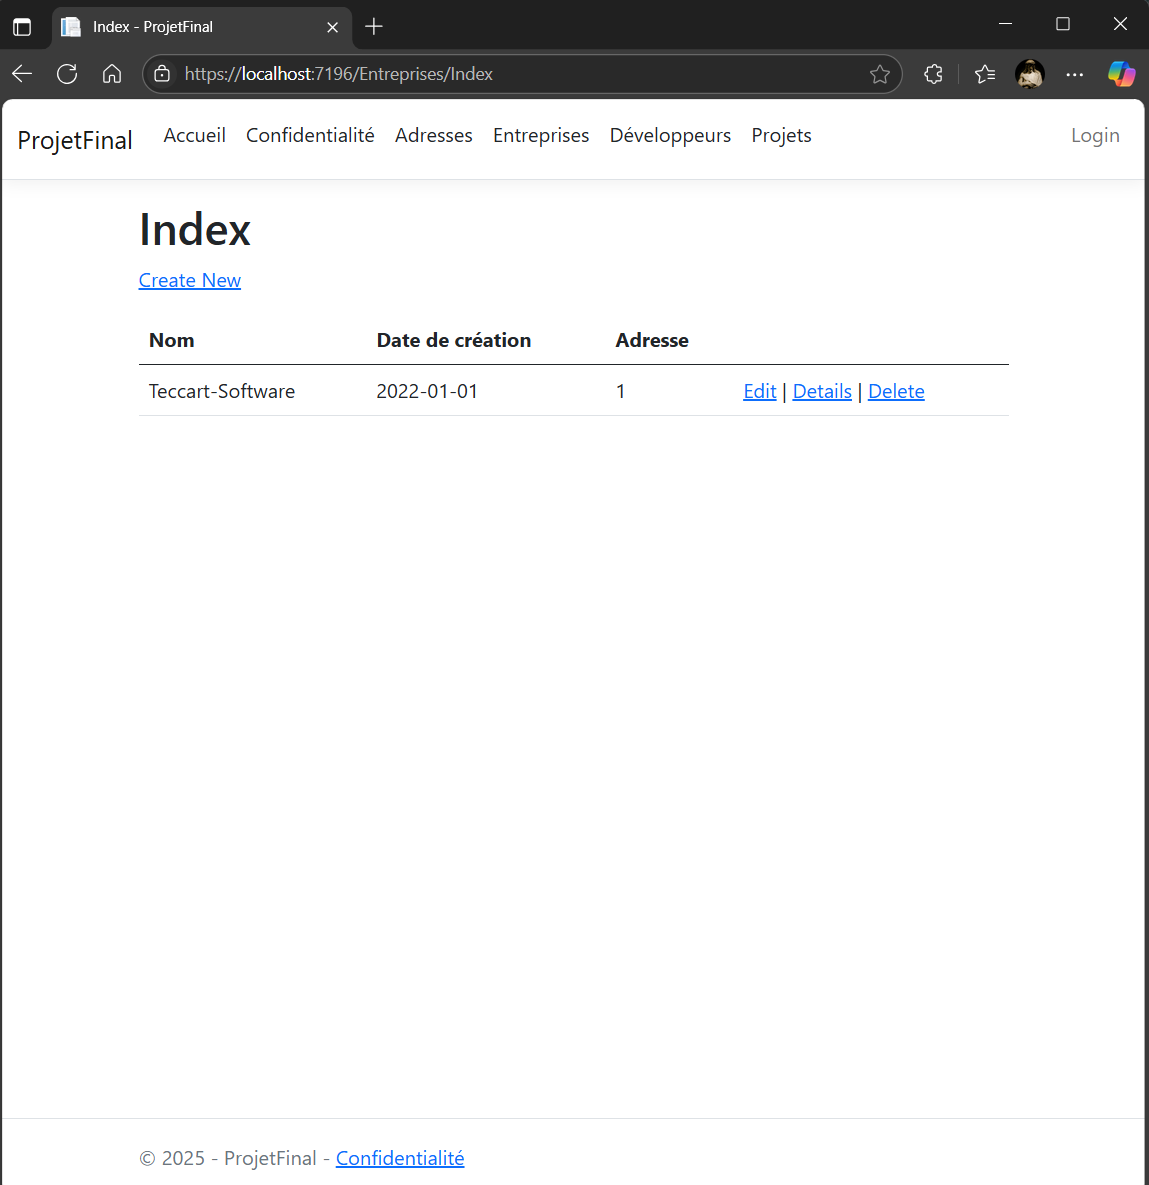 Index - ProjetFinal
https://localhost:7196/Entreprises/Index
ProjetFinal Accueil Confidentialité Adresses Entreprises Développeurs Projets Login
Index
Create New
Nom Date de création Adresse
Teccart-Software 2022-01-01 1 Edit | Details | Delete
© 2025 - ProjetFinal - Confidentialité